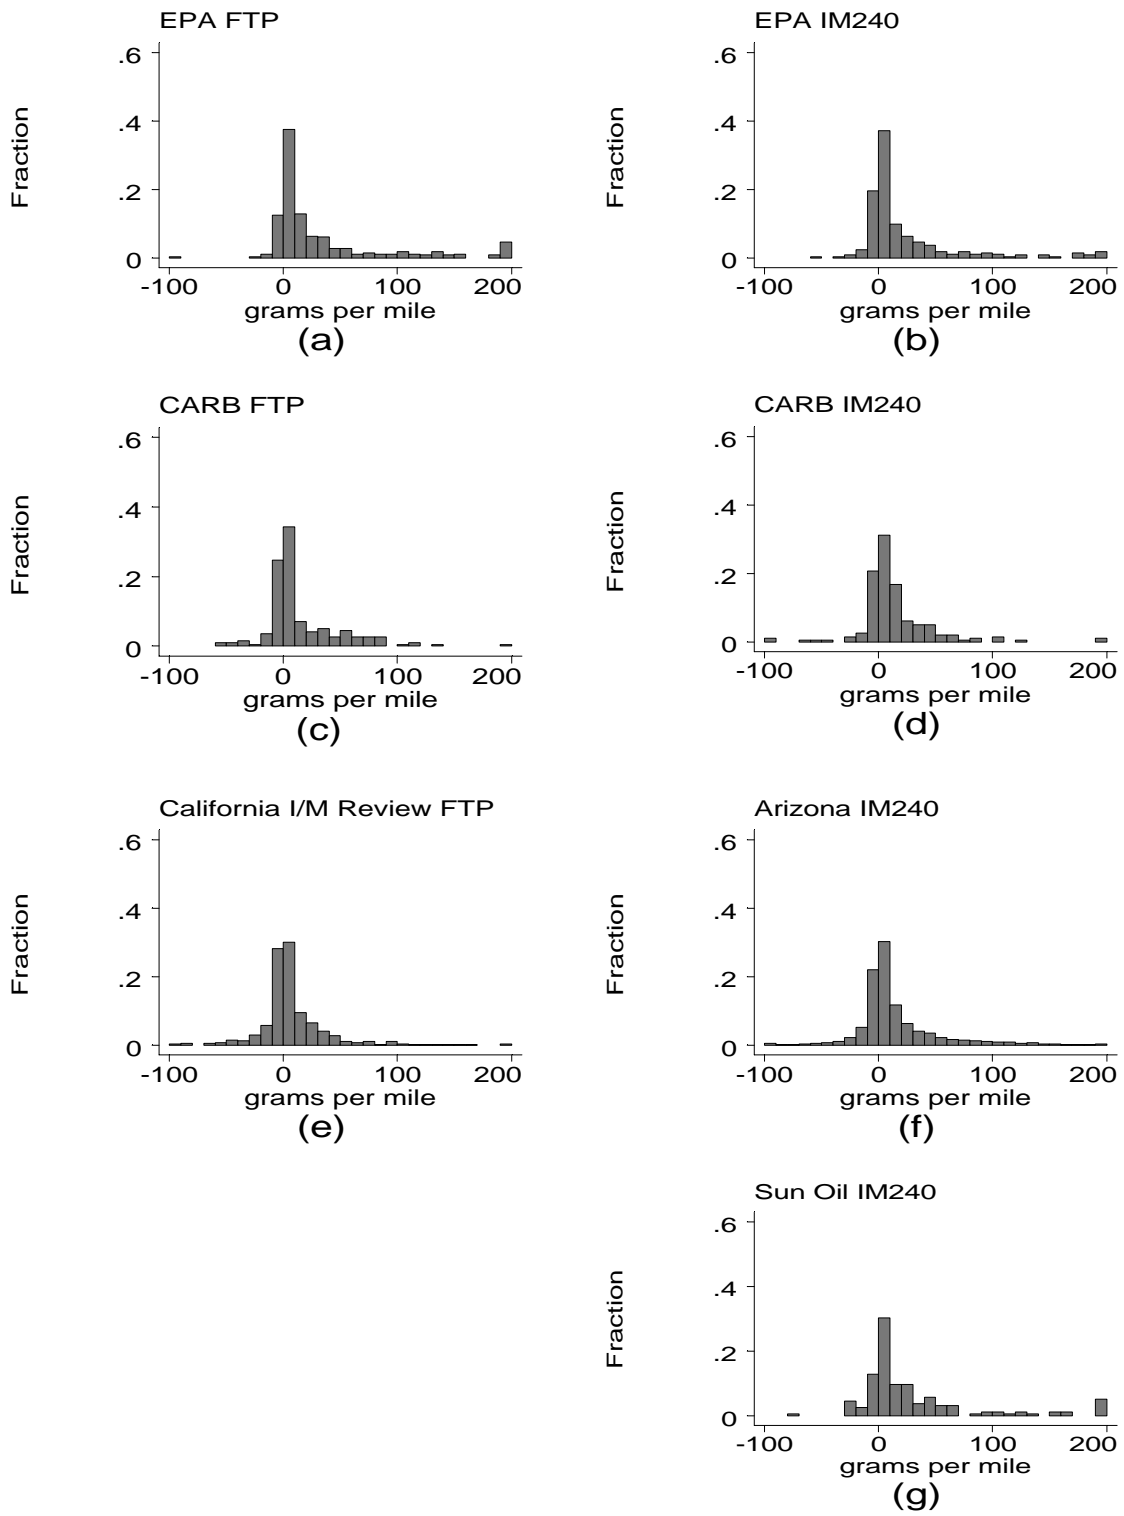 EPA FTP
Fraction
.6
.4
.2
0
-100 0 100 200
grams per mile
(a)
EPA IM240
Fraction
.6
.4
.2
0
-100 0 100 200
grams per mile
(b)
CARB FTP
Fraction
.6
.4
.2
0
-100 0 100 200
grams per mile
(c)
CARB IM240
Fraction
.6
.4
.2
0
-100 0 100 200
grams per mile
(d)
California I/M Review FTP
Fraction
.6
.4
.2
0
-100 0 100 200
grams per mile
(e)
Arizona IM240
Fraction
.6
.4
.2
0
-100 0 100 200
grams per mile
(f)
Sun Oil IM240
Fraction
.6
.4
.2
0
-100 0 100 200
grams per mile
(g)